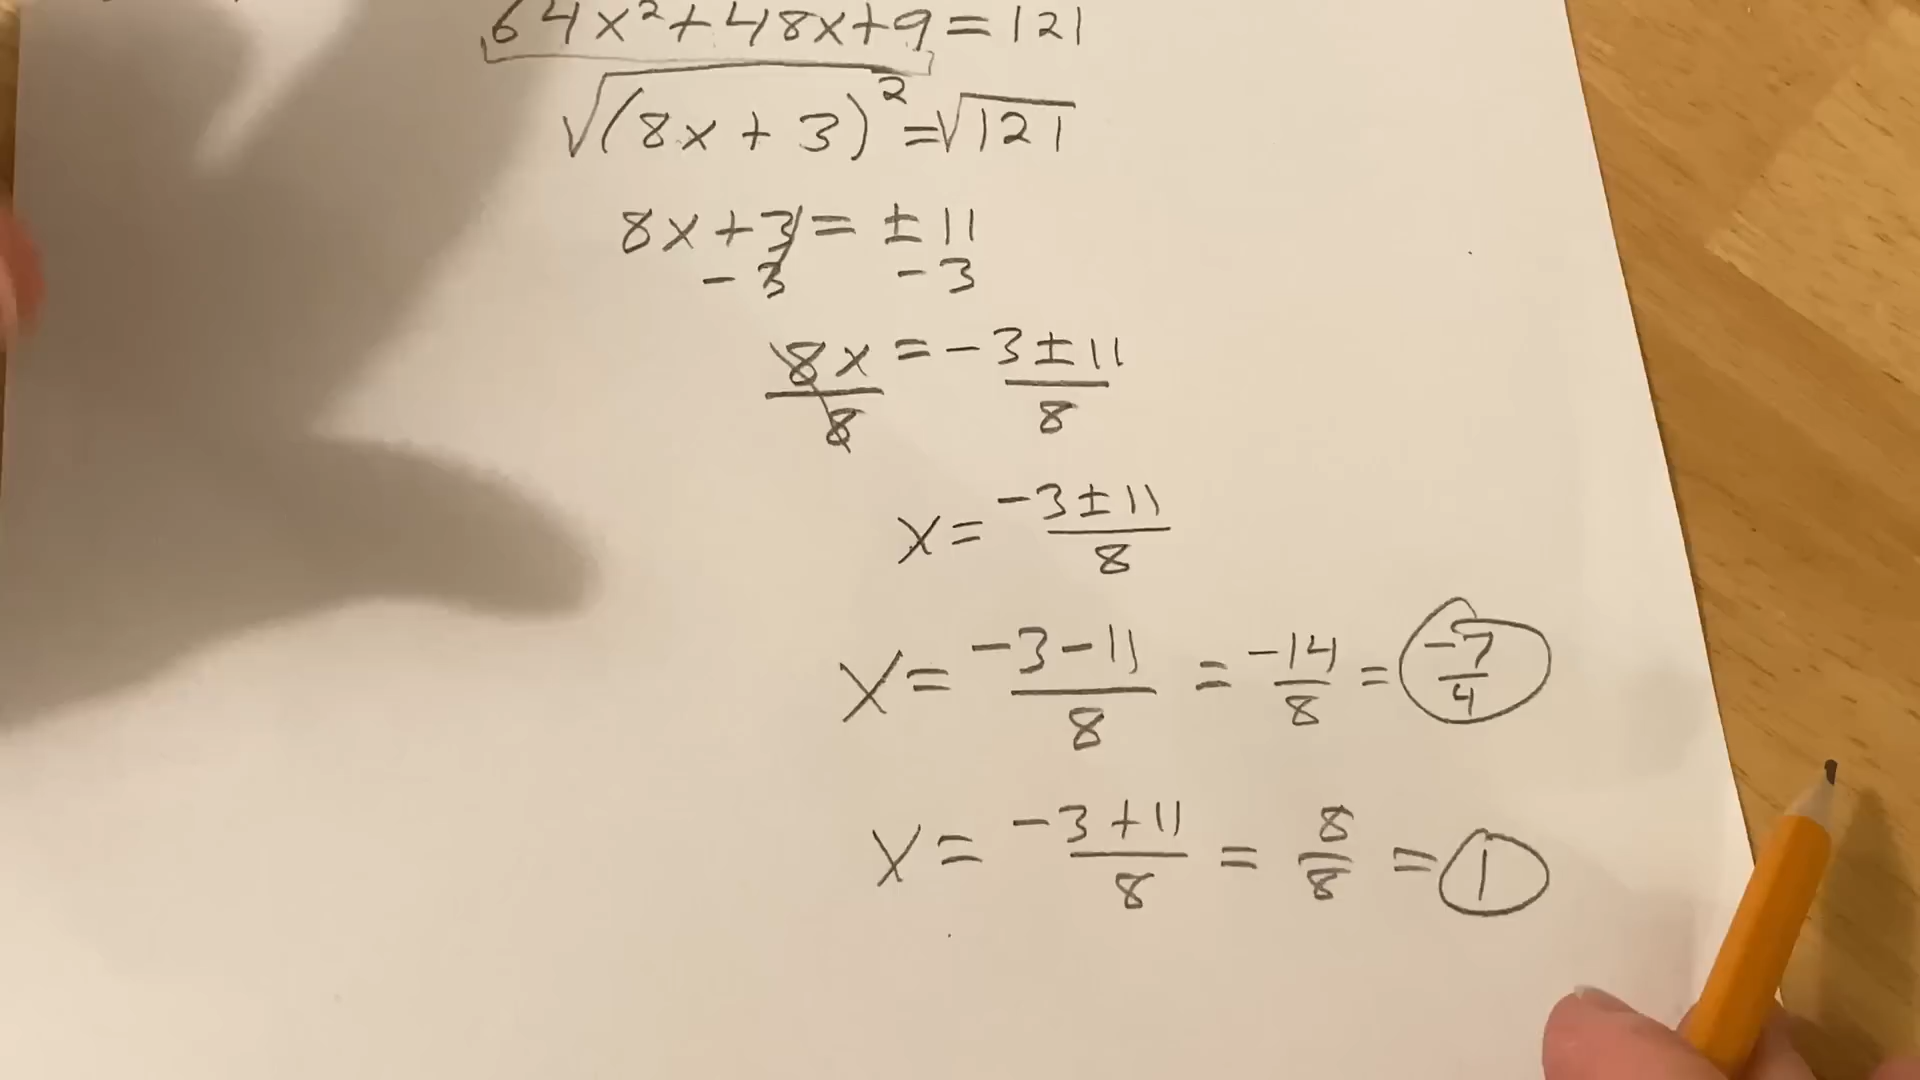 64x²+48x+9=121
√(8x+3)²=√121
8x+3=±11
-3 -3
8x=-3±11
8 8
x=-3±11
8
x=-3-11/8=-14/8=-7/4
x=-3+11/8=8/8=1